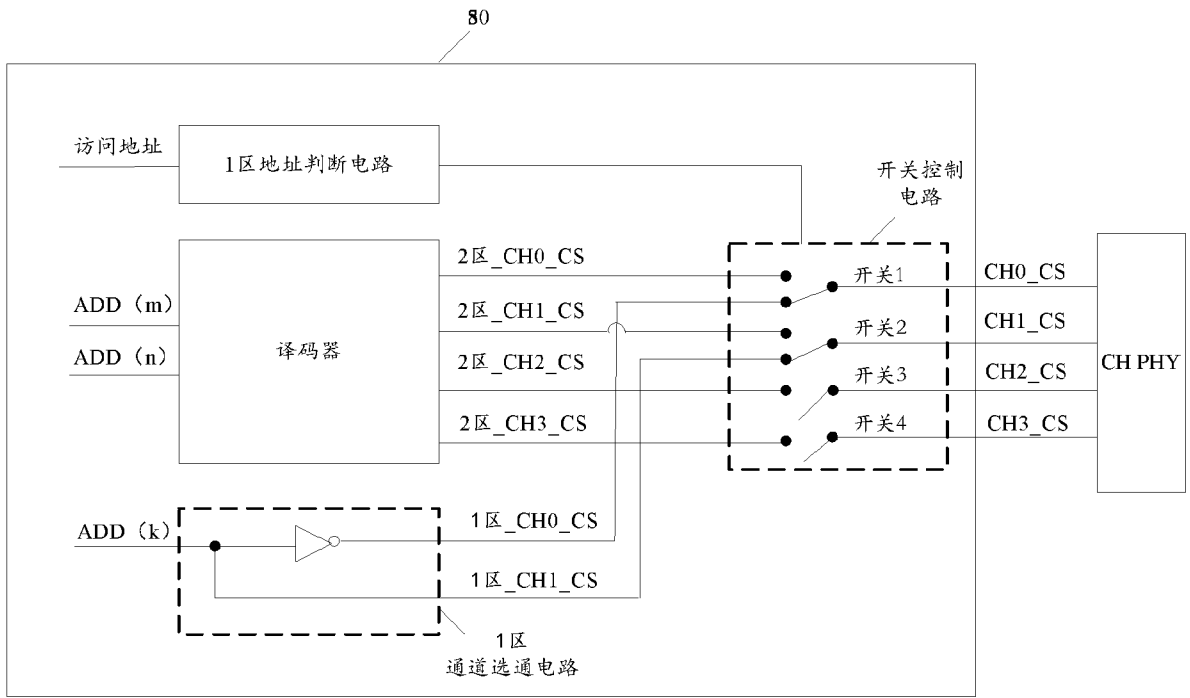 80
访问地址
1区地址判断电路
开关控制
电路
2区_CH0_CS
开关1
CH0_CS
ADD（m）
2区_CH1_CS
开关2
CH1_CS
译码器
ADD（n）
2区_CH2_CS
开关3
CH2_CS
CH PHY
2区_CH3_CS
开关4
CH3_CS
ADD（k）
1区_CH0_CS
1区_CH1_CS
1区
通道选通电路